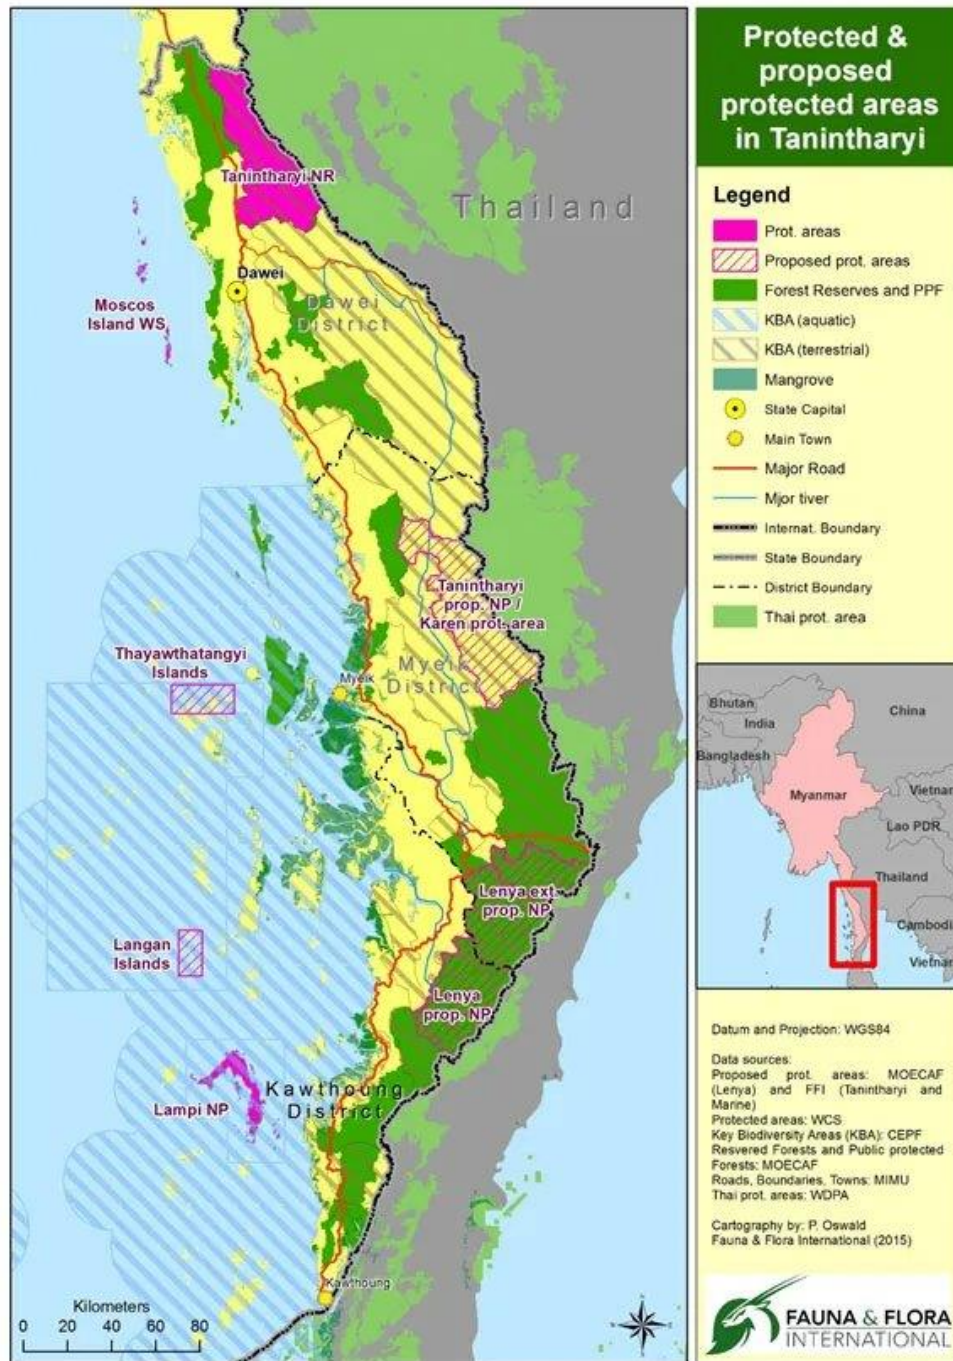 Protected &
proposed
protected areas
in Tanintharyi
Legend
Prot. areas
Proposed prot. areas
Forest Reserves and PPF
KBA (aquatic)
KBA (terrestrial)
Mangrove
State Capital
Main Town
Major Road
Mjor tiver
Internat. Boundary
State Boundary
District Boundary
Thai prot. area
Tanintharyi NR
Thailand
Dawei
Moscos
Island WS
Dawei
District
Tanintharyi
prop. NP /
Karen prot. area
Thayawthatangyi
Islands
Myeik
Myeik
District
Lenya ext.
prop. NP
Langan
Islands
Lenya
prop. NP
Kawthoung
District
Lampi NP
Kawthoung
Kilometers
0 20 40 60 80
Bhutan
India
China
Bangladesh
Myanmar
Vietnam
Lao PDR
Thailand
Cambodi
Vietnam
Datum and Projection: WGS84
Data sources:
Proposed prot. areas: MOECAF
(Lenya) and FFI (Tanintharyi and
Marine)
Protected areas: WCS
Key Biodiversity Areas (KBA): CEPF
Resverved Forests and Public protected
Forests: MOECAF
Roads, Boundaries, Towns: MIMU
Thai prot. areas: WDPA
Cartography by: P. Oswald
Fauna & Flora International (2015)
FAUNA & FLORA
INTERNATIONAL